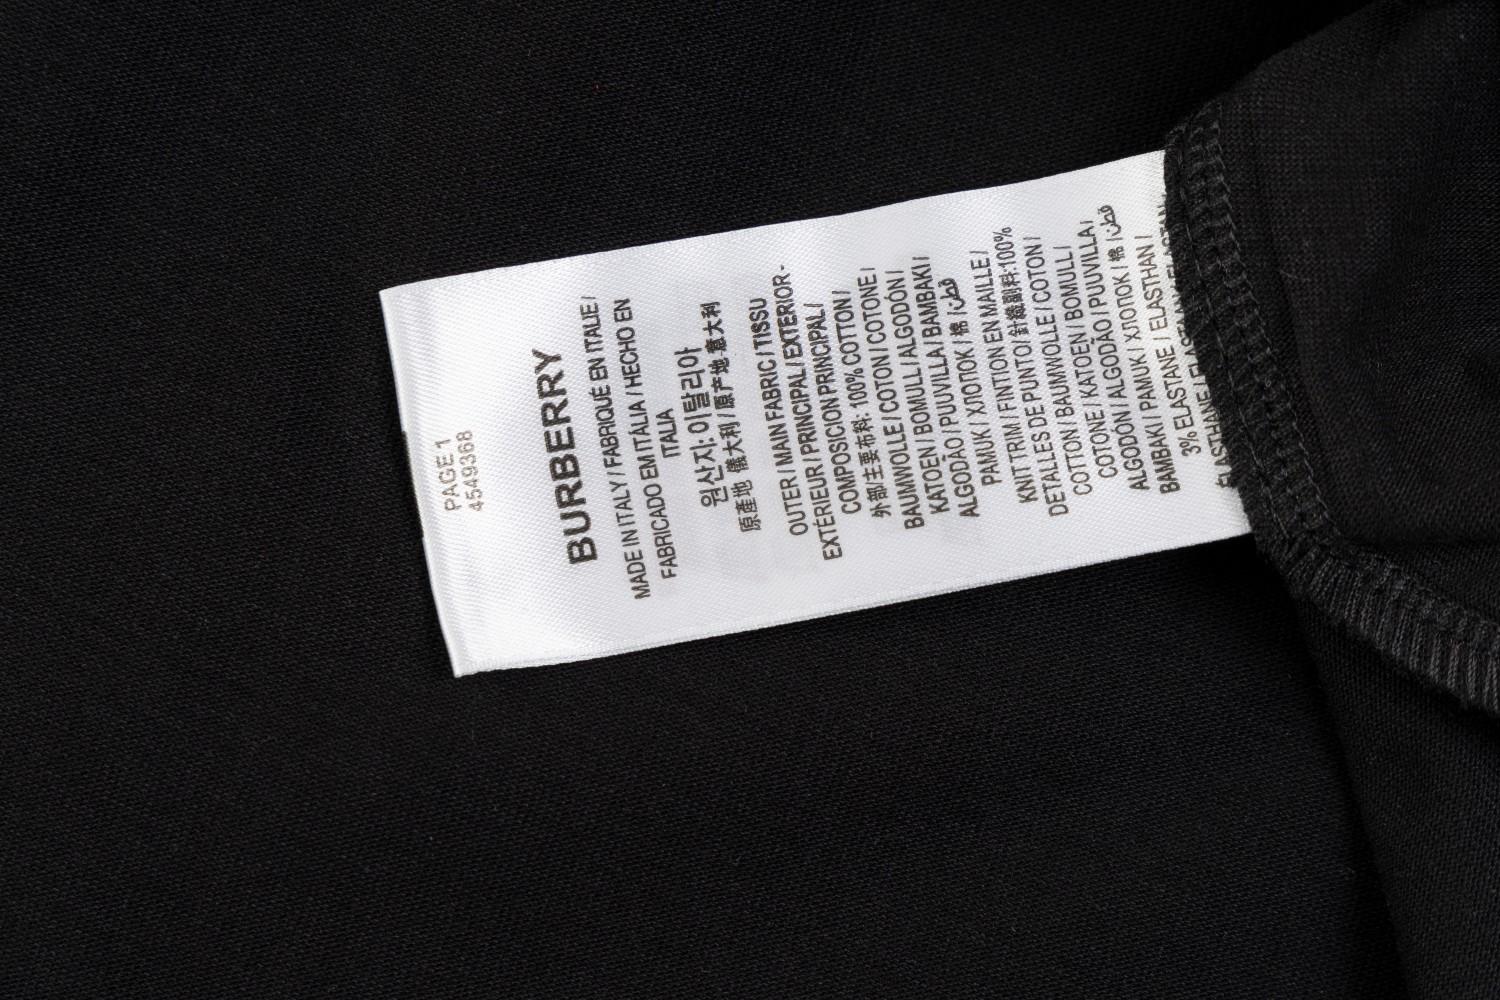 PAGE 1
4549368
BURBERRY
MADE IN ITALY / FABRIQUÉ EN ITALIE /
FABRICADO EM ITÁLIA / HECHO EN
ITALIA
원산지: 이탈리아
原産地 俄大利 / 原产地 意大利
OUTER / MAIN FABRIC / TISSU
EXTÉRIEUR / PRINCIPAL / EXTERIOR-
COMPOSICION PRINCIPAL /
外部/主要布料: 100% COTTON /
BAUMWOLLE / COTON / COTONE /
KATOEN / BOMULL / ALGODÓN /
ALGODÃO / PUUVILLA / BAMBAKI /
PAMUK / ХЛОПОК / 棉 / قطن
KNIT TRIM / FINTION EN MAILLE /
DETALLES DE PUNTO/ 針織副料:100%
COTTON / BAUMWOLLE / COTON /
COTONE / KATOEN / BOMULL /
ALGODÓN / ALGODÃO / PUUVILLA /
BAMBAKI / PAMUK / ХЛОПОК / 棉 / قطن
3% ELASTANE / ELASTHAN /